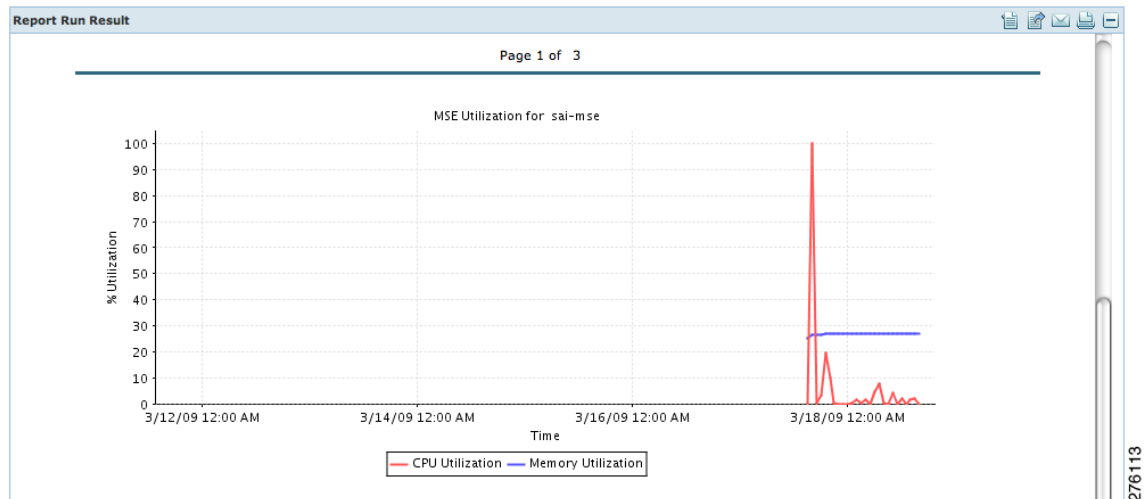 Report Run Result
Page 1 of 3
MSE Utilization for sai-mse
% Utilization
100
90
80
70
60
50
40
30
20
10
0
3/12/09 12:00 AM 3/14/09 12:00 AM 3/16/09 12:00 AM 3/18/09 12:00 AM
Time
CPU Utilization Memory Utilization
276113